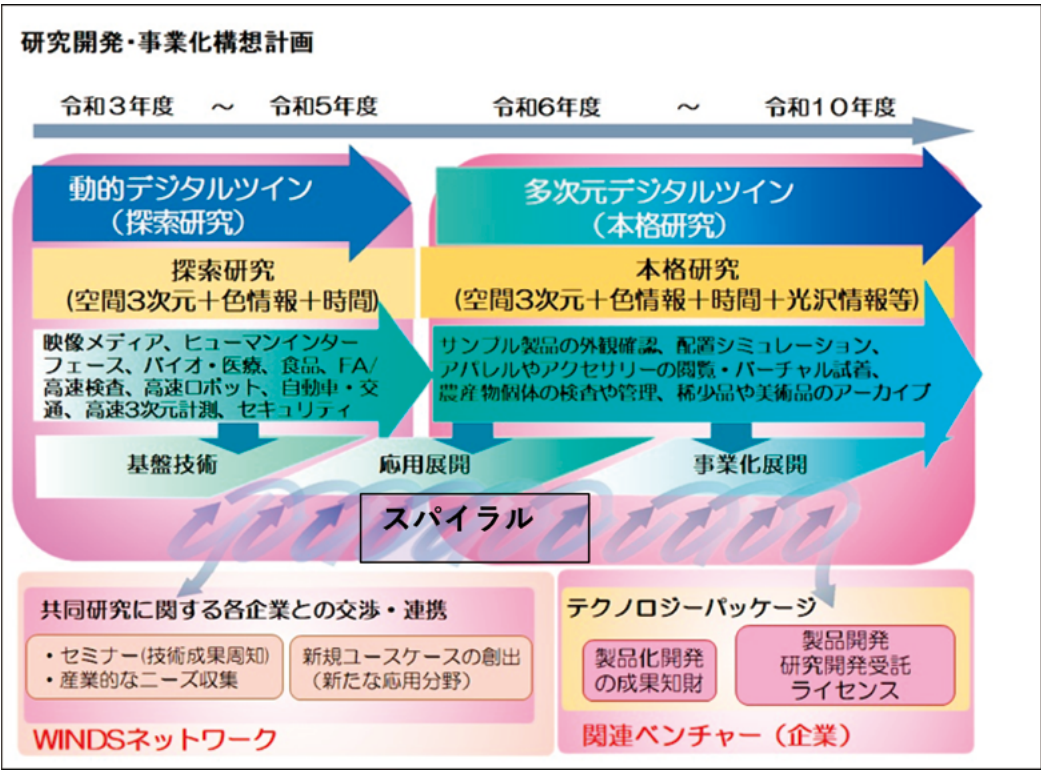 研究開発・事業化構想計画
令和3年度 ～ 令和5年度
令和6年度 ～ 令和10年度
動的デジタルツイン
（探索研究）
多次元デジタルツイン
（本格研究）
探索研究
(空間3次元＋色情報＋時間)
本格研究
(空間3次元＋色情報＋時間＋光沢情報等)
映像メディア、ヒューマンインター
フェース、バイオ・医療、食品、FA/
高速検査、高速ロボット、自動車・交
通、高速3次元計測、セキュリティ
サンプル製品の外観確認、配置シミュレーション、
アパレルやアクセサリーの閲覧・バーチャル試着、
農産物個体の検査や管理、稀少品や美術品のアーカイブ
基盤技術
応用展開
事業化展開
スパイラル
共同研究に関する各企業との交渉・連携
・セミナー(技術成果周知)
・産業的なニーズ収集
新規ユースケースの創出
（新たな応用分野）
WINDSネットワーク
テクノロジーパッケージ
製品化開発
の成果知財
製品開発
研究開発受託
ライセンス
関連ベンチャー（企業）